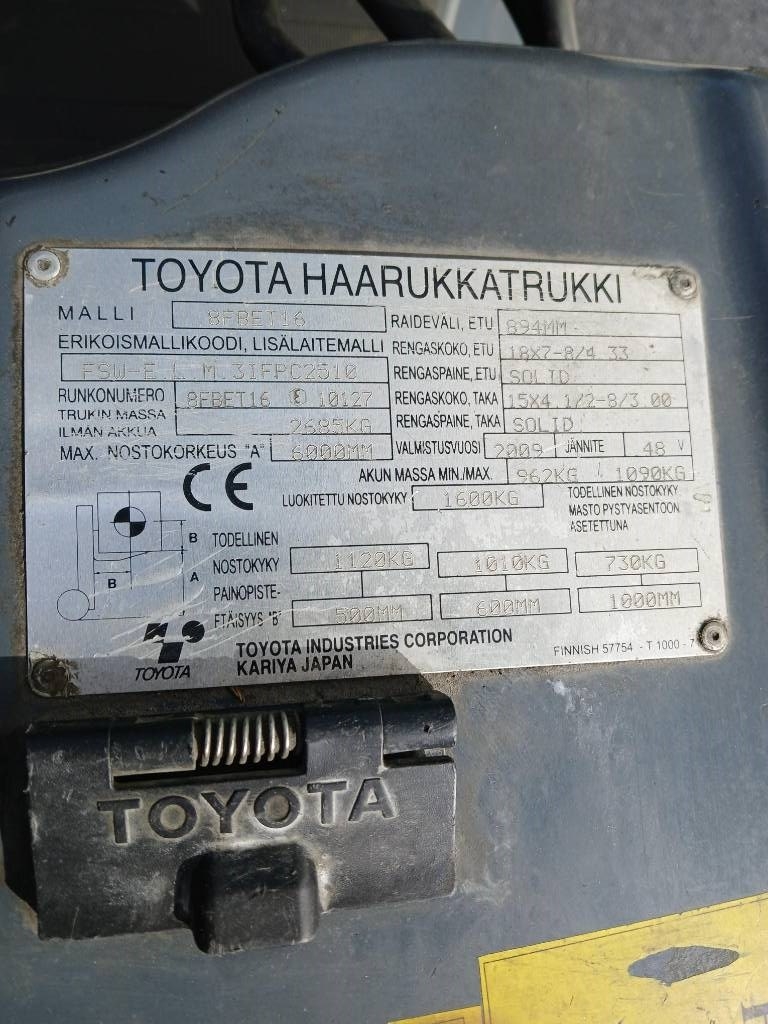 TOYOTA HAARUKKATRUKKI
MALLI 8FBET16
ERIKOISMALLIKOODI, LISÄLAITEMALLI
FSW-E L M 3IFPC2510
RUNKONUMERO 8FBET16 E 10127
TRUKIN MASSA ILMAN AKKUA 2685KG
MAX. NOSTOKORKEUS "A" 6000MM
RAIDEVÄLI, ETU 894MM
RENGASKOKO, ETU 18X7-8/4 33
RENGASPAINE, ETU SOLID
RENGASKOKO, TAKA 15X4 1/2-8/3 00
RENGASPAINE, TAKA SOLID
VALMISTUSVUOSI 2009 JÄNNITE 48 V
AKUN MASSA MIN./MAX. 962KG / 1090KG
LUOKITETTU NOSTOKYKY 1600KG
TODELLINEN NOSTOKYKY
MASTO PYSTYASENTOON
ASETETTUNA
CE
B
B
A
TODELLINEN
NOSTOKYKY 1120KG 1010KG 730KG
PAINOPISTE-
ETÄISYYS "B" 500MM 600MM 1000MM
TOYOTA
TOYOTA INDUSTRIES CORPORATION
KARIYA JAPAN
FINNISH 57754 - T 1000 - 7
TOYOTA